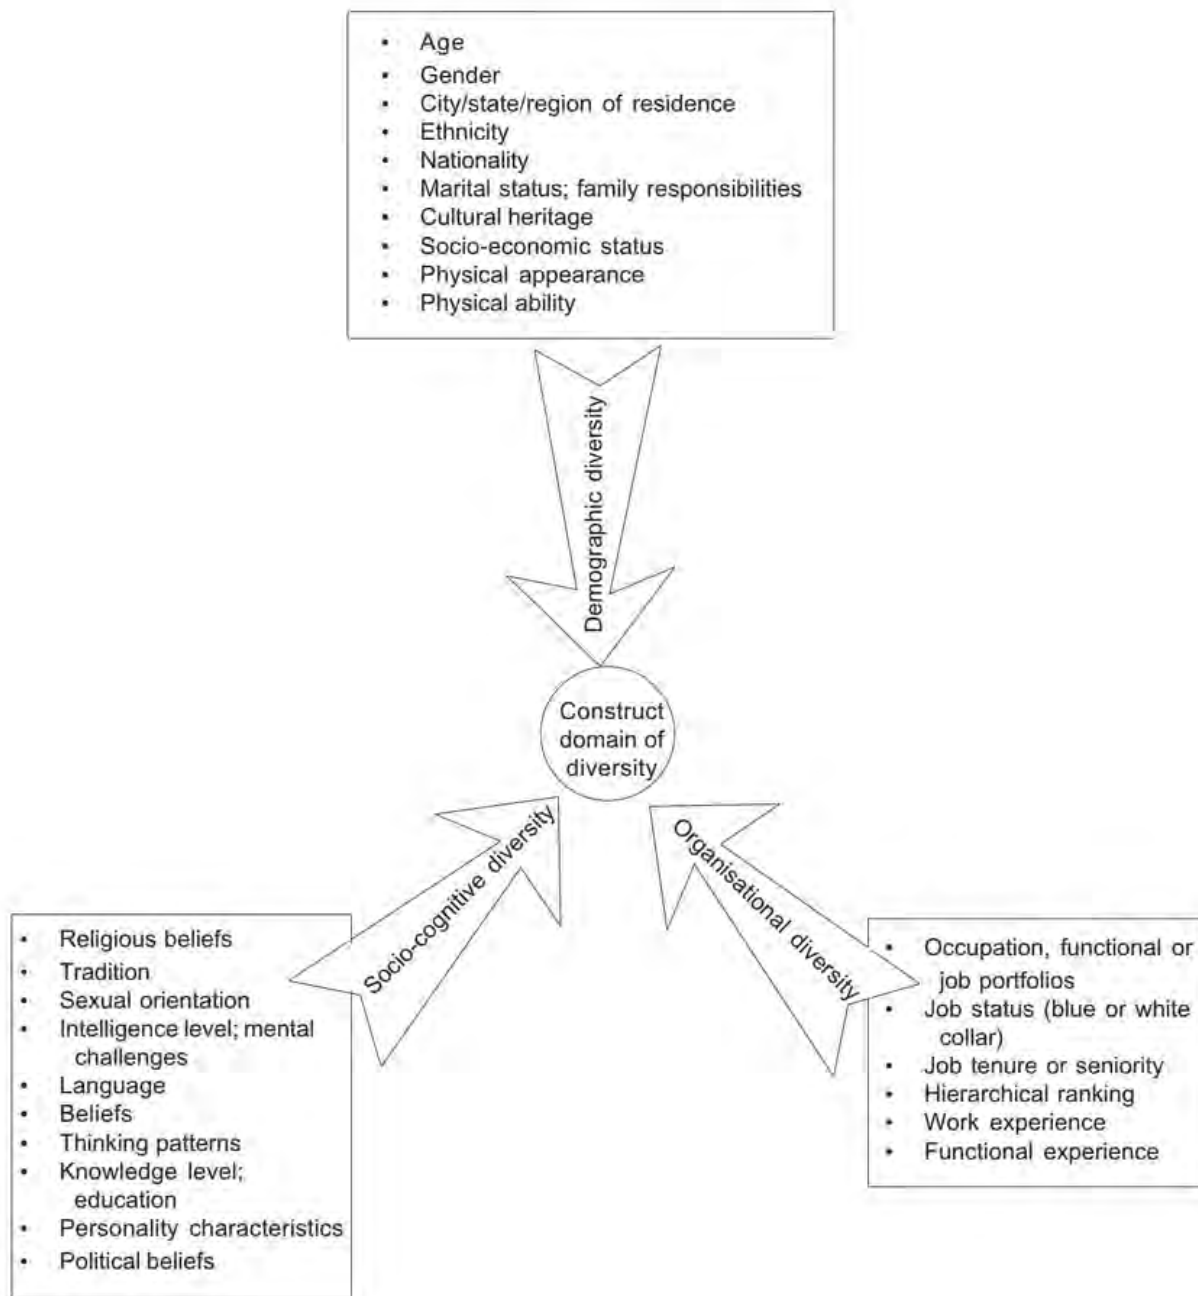 • Age
• Gender
• City/state/region of residence
• Ethnicity
• Nationality
• Marital status; family responsibilities
• Cultural heritage
• Socio-economic status
• Physical appearance
• Physical ability
Demographic diversity
Construct
domain of
diversity
Socio-cognitive diversity
Organisational diversity
• Religious beliefs
• Tradition
• Sexual orientation
• Intelligence level; mental
challenges
• Language
• Beliefs
• Thinking patterns
• Knowledge level;
education
• Personality characteristics
• Political beliefs
• Occupation, functional or
job portfolios
• Job status (blue or white
collar)
• Job tenure or seniority
• Hierarchical ranking
• Work experience
• Functional experience